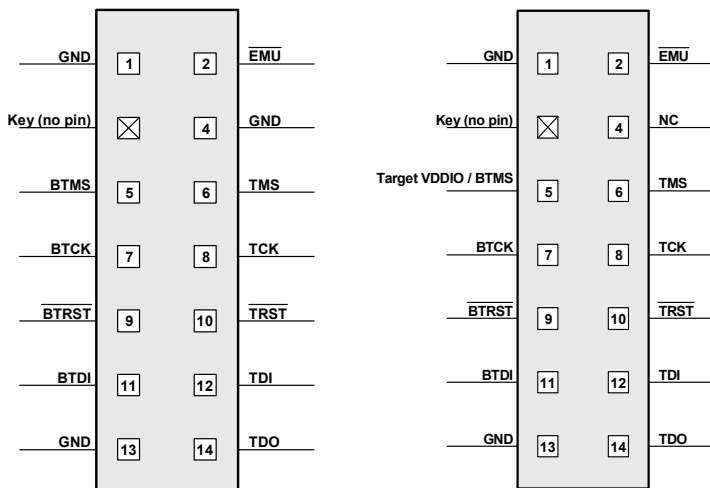 GND 1 2 EMU
Key (no pin) 4 GND
BTMS 5 6 TMS
BTCK 7 8 TCK
BTRST 9 10 TRST
BTDI 11 12 TDI
GND 13 14 TDO
GND 1 2 EMU
Key (no pin) 4 NC
Target VDDIO / BTMS 5 6 TMS
BTCK 7 8 TCK
BTRST 9 10 TRST
BTDI 11 12 TDI
GND 13 14 TDO